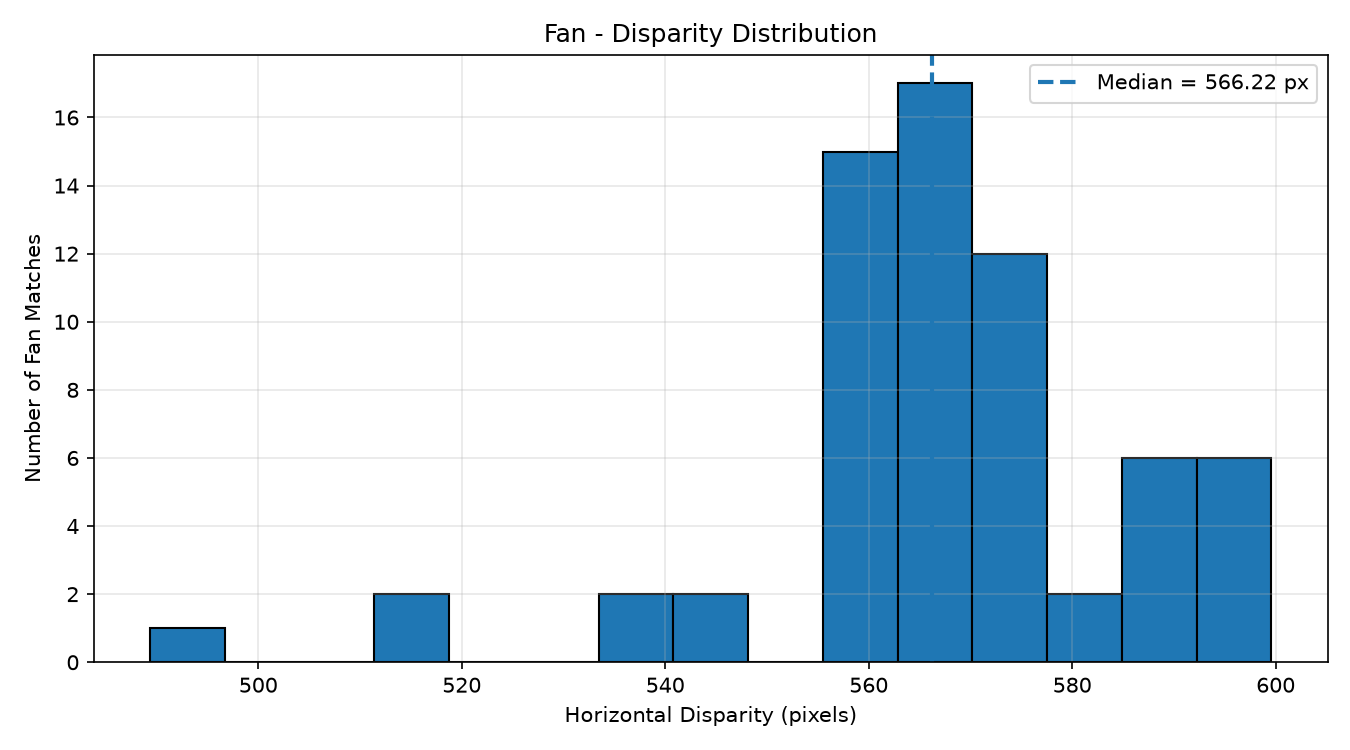 Fan - Disparity Distribution
Median = 566.22 px
Number of Fan Matches
16
14
12
10
8
6
4
2
0
500 520 540 560 580 600
Horizontal Disparity (pixels)